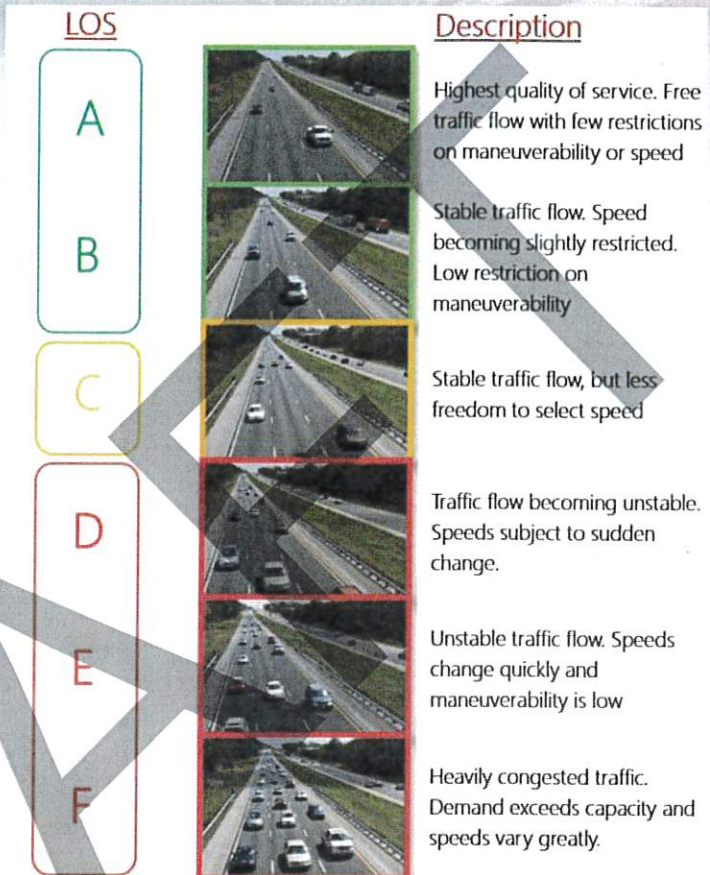 LOS
Description
A
Highest quality of service. Free
traffic flow with few restrictions
on maneuverability or speed
B
Stable traffic flow. Speed
becoming slightly restricted.
Low restriction on
maneuverability
C
Stable traffic flow, but less
freedom to select speed
D
Traffic flow becoming unstable.
Speeds subject to sudden
change.
E
Unstable traffic flow. Speeds
change quickly and
maneuverability is low
F
Heavily congested traffic.
Demand exceeds capacity and
speeds vary greatly.